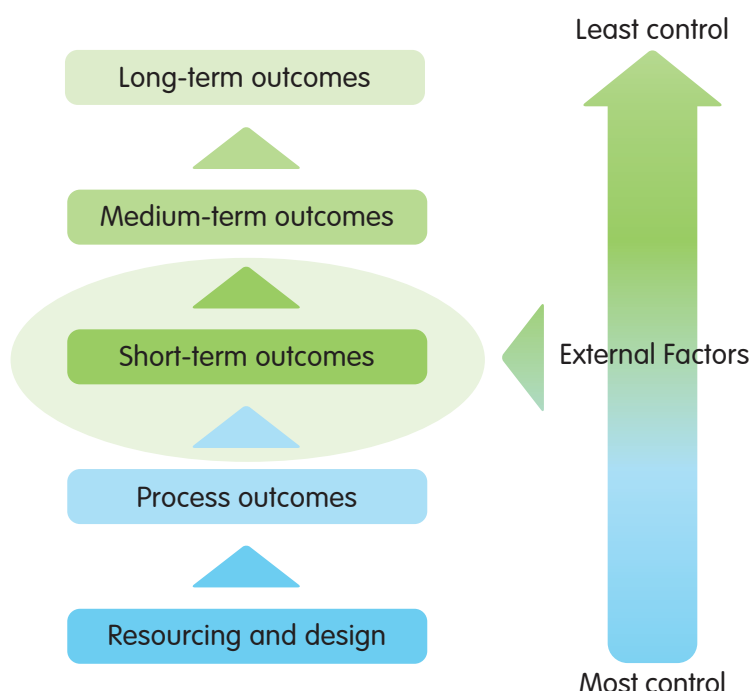 Least control
Long-term outcomes
Medium-term outcomes
Short-term outcomes
External Factors
Process outcomes
Resourcing and design
Most control